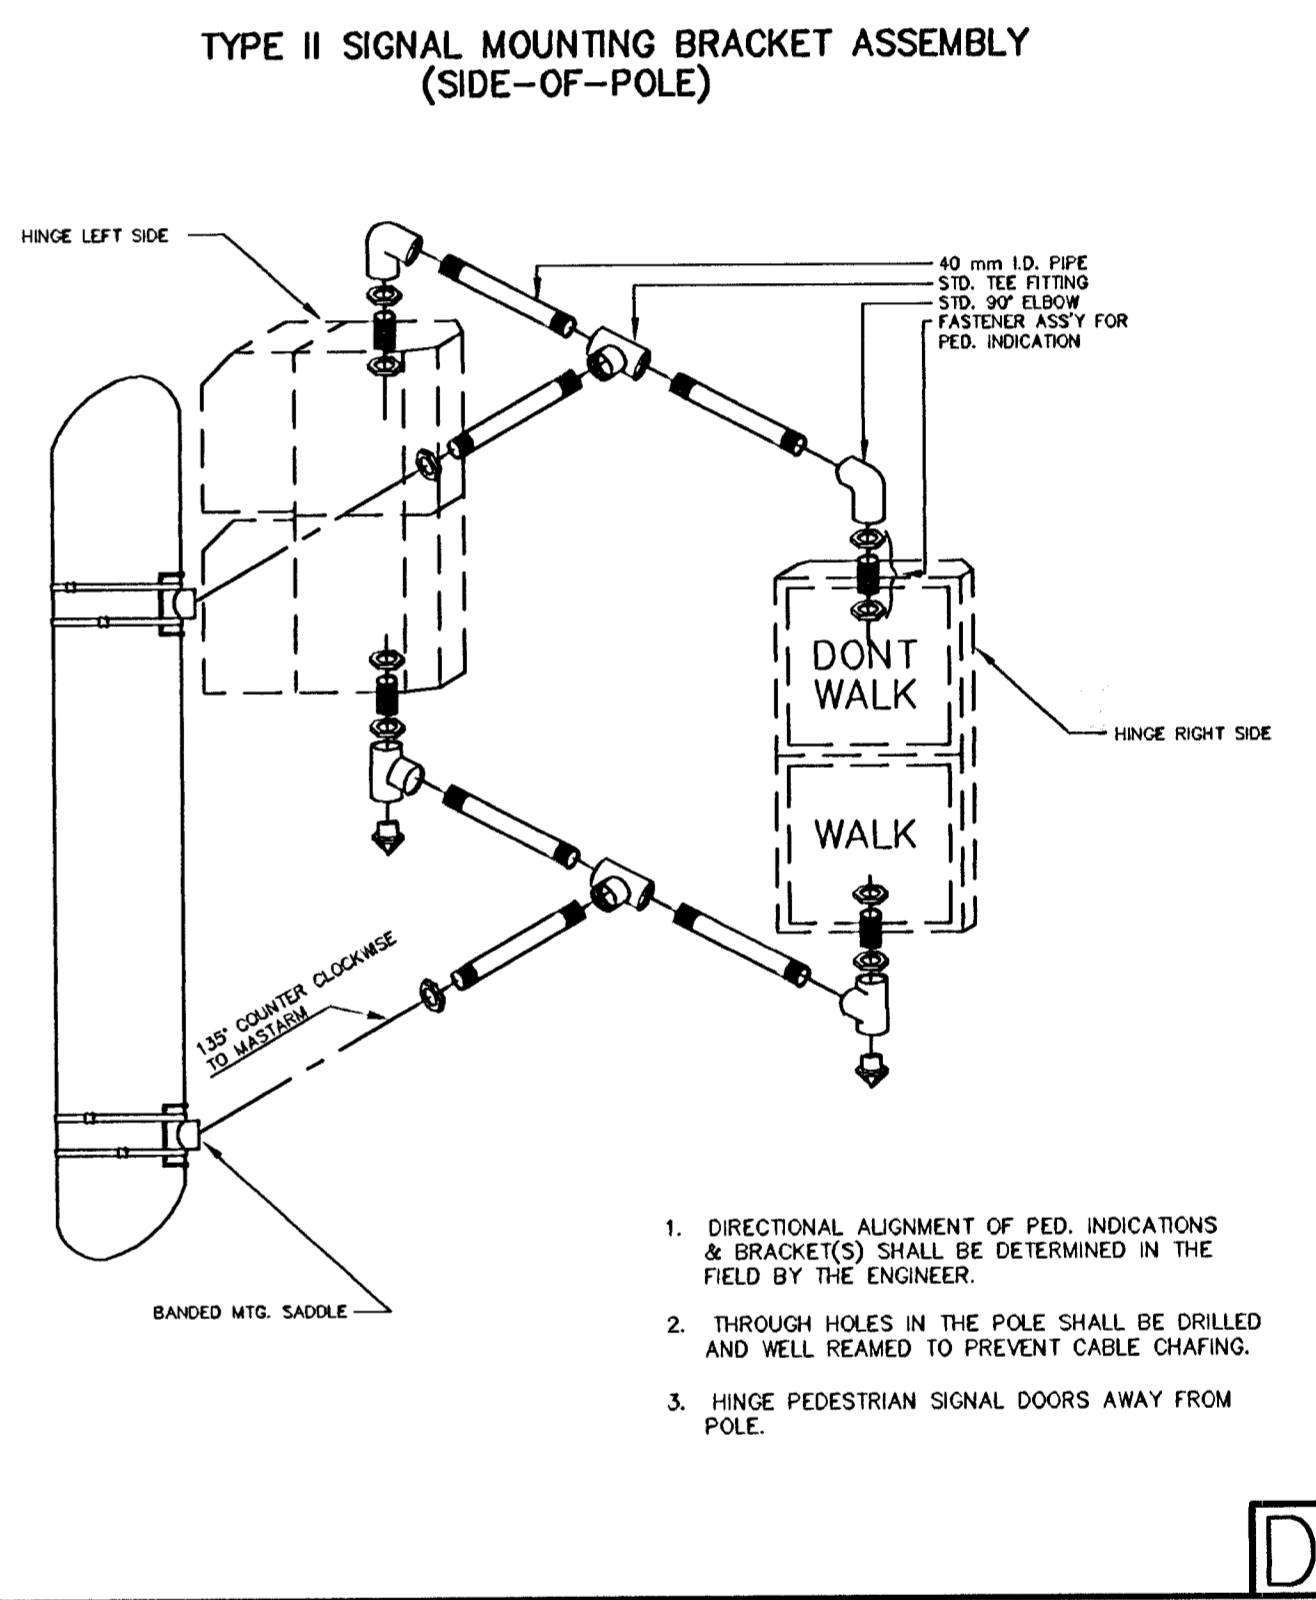 TYPE II SIGNAL MOUNTING BRACKET ASSEMBLY
(SIDE-OF-POLE)
HINGE LEFT SIDE
40 mm I.D. PIPE
STD. TEE FITTING
STD. 90° ELBOW
FASTENER ASS'Y FOR
PED. INDICATION
DONT
WALK
HINGE RIGHT SIDE
WALK
135° COUNTER CLOCKWISE
TO MASTARM
BANDED MTG. SADDLE
1. DIRECTIONAL ALIGNMENT OF PED. INDICATIONS
& BRACKET(S) SHALL BE DETERMINED IN THE
FIELD BY THE ENGINEER.
2. THROUGH HOLES IN THE POLE SHALL BE DRILLED
AND WELL REAMED TO PREVENT CABLE CHAFING.
3. HINGE PEDESTRIAN SIGNAL DOORS AWAY FROM
POLE.
D